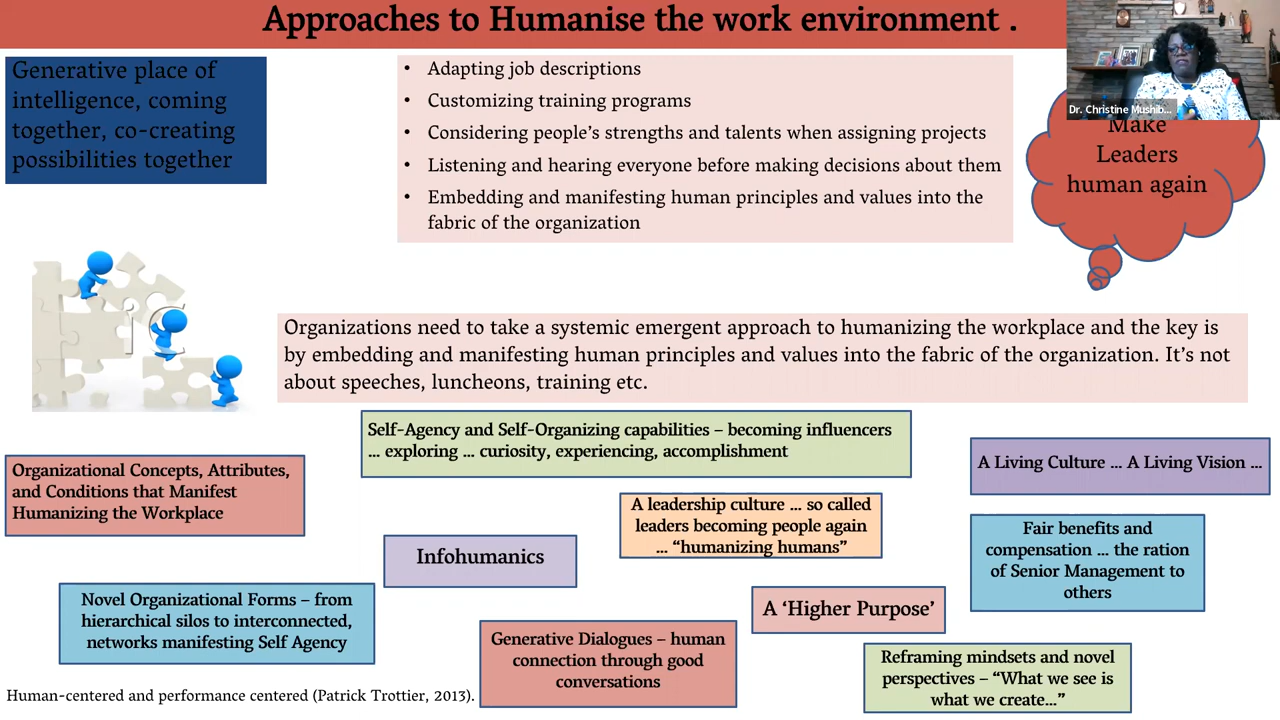 Approaches to Humanise the work environment .
Generative place of
intelligence, coming
together, co-creating
possibilities together
• Adapting job descriptions
• Customizing training programs
• Considering people's strengths and talents when assigning projects
• Listening and hearing everyone before making decisions about them
• Embedding and manifesting human principles and values into the
fabric of the organization
Dr. Christine Mushib...
Make
Leaders
human again
Organizations need to take a systemic emergent approach to humanizing the workplace and the key is
by embedding and manifesting human principles and values into the fabric of the organization. It's not
about speeches, luncheons, training etc.
Self-Agency and Self-Organizing capabilities – becoming influencers
... exploring ... curiosity, experiencing, accomplishment
Organizational Concepts, Attributes,
and Conditions that Manifest
Humanizing the Workplace
A Living Culture ... A Living Vision ...
A leadership culture ... so called
leaders becoming people again
... “humanizing humans”
Infohumanics
Fair benefits and
compensation ... the ration
of Senior Management to
others
Novel Organizational Forms – from
hierarchical silos to interconnected,
networks manifesting Self Agency
A ‘Higher Purpose’
Generative Dialogues – human
connection through good
conversations
Reframing mindsets and novel
perspectives – “What we see is
what we create...”
Human-centered and performance centered (Patrick Trottier, 2013).